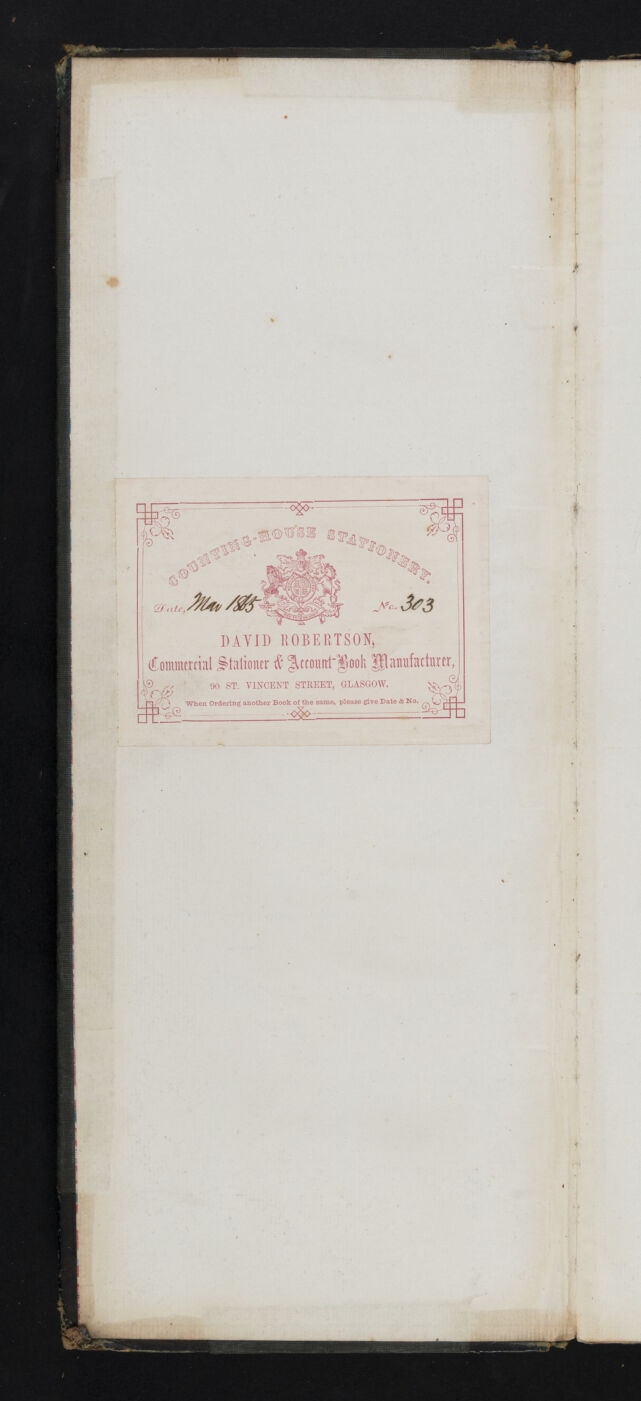 COUNTING-HOUSE STATIONERY.
Date, Mar 1865 No. 303
DAVID ROBERTSON,
Commercial Stationer & Account-Book Manufacturer,
90 ST. VINCENT STREET, GLASGOW.
When Ordering another Book of the same, please give Date & No.